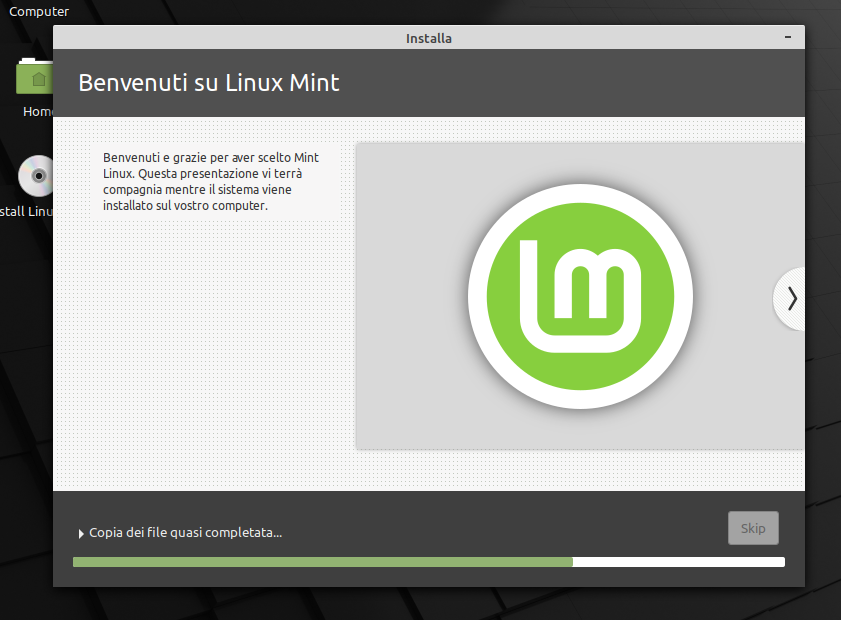 Computer
Installa
Benvenuti su Linux Mint
Home
Benvenuti e grazie per aver scelto Mint
Linux. Questa presentazione vi terrà
compagnia mentre il sistema viene
installato sul vostro computer.
stall Linu
Copia dei file quasi completata...
Skip